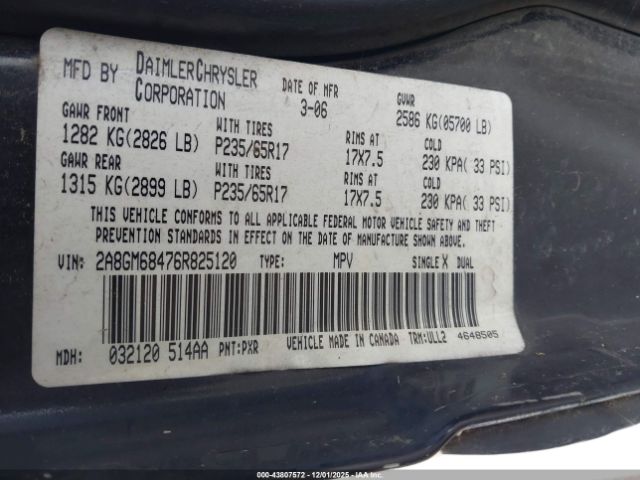 MFD BY DAIMLERCHRYSLER CORPORATION DATE OF MFR 3-06 GVWR 2586 KG(05700 LB)
GAWR FRONT WITH TIRES RIMS AT COLD
1282 KG(2826 LB) P235/65R17 17X7.5 230 KPA( 33 PSI)
GAWR REAR WITH TIRES RIMS AT COLD
1315 KG(2899 LB) P235/65R17 17X7.5 230 KPA( 33 PSI)
THIS VEHICLE CONFORMS TO ALL APPLICABLE FEDERAL MOTOR VEHICLE SAFETY AND THEFT
PREVENTION STANDARDS IN EFFECT ON THE DATE OF MANUFACTURE SHOWN ABOVE.
VIN: 2A8GM68476R825120 TYPE: MPV SINGLE X DUAL
MDH: 032120 514AA PNT:PXR VEHICLE MADE IN CANADA TRM:ULL2 4648505
000-43807572 • 12/01/2025 • IAAI.COM